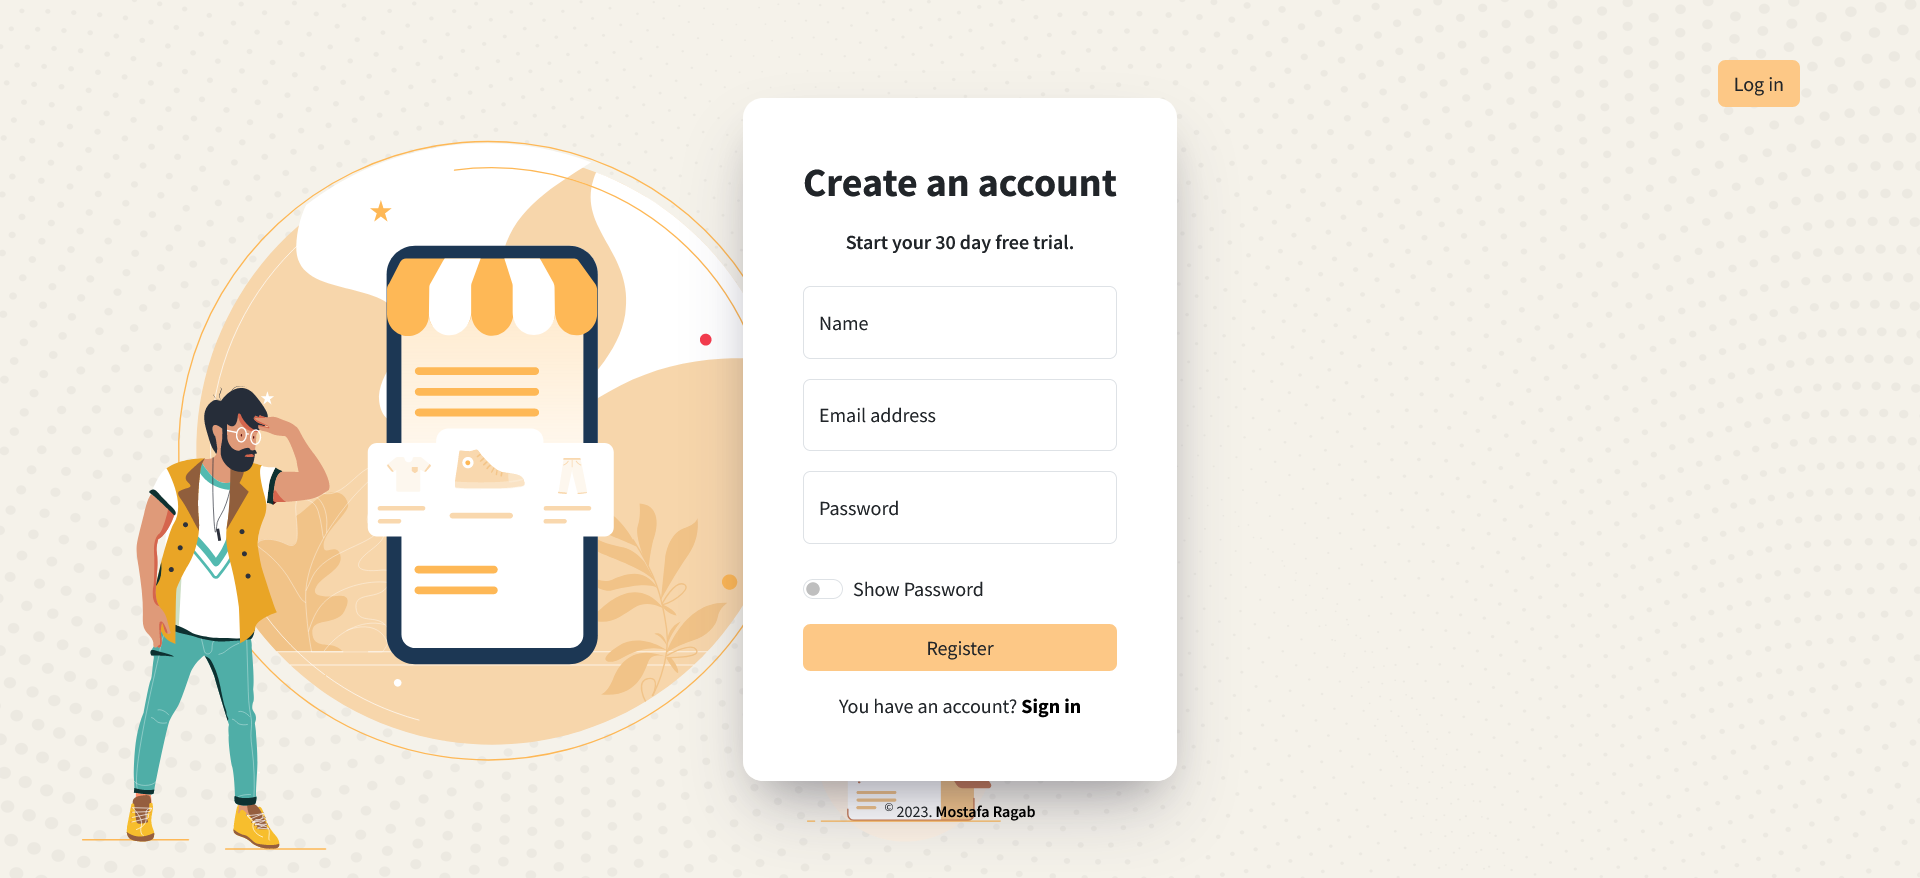 Log in
Create an account
Start your 30 day free trial.
Name
Email address
Password
Show Password
Register
You have an account? Sign in
© 2023. Mostafa Ragab